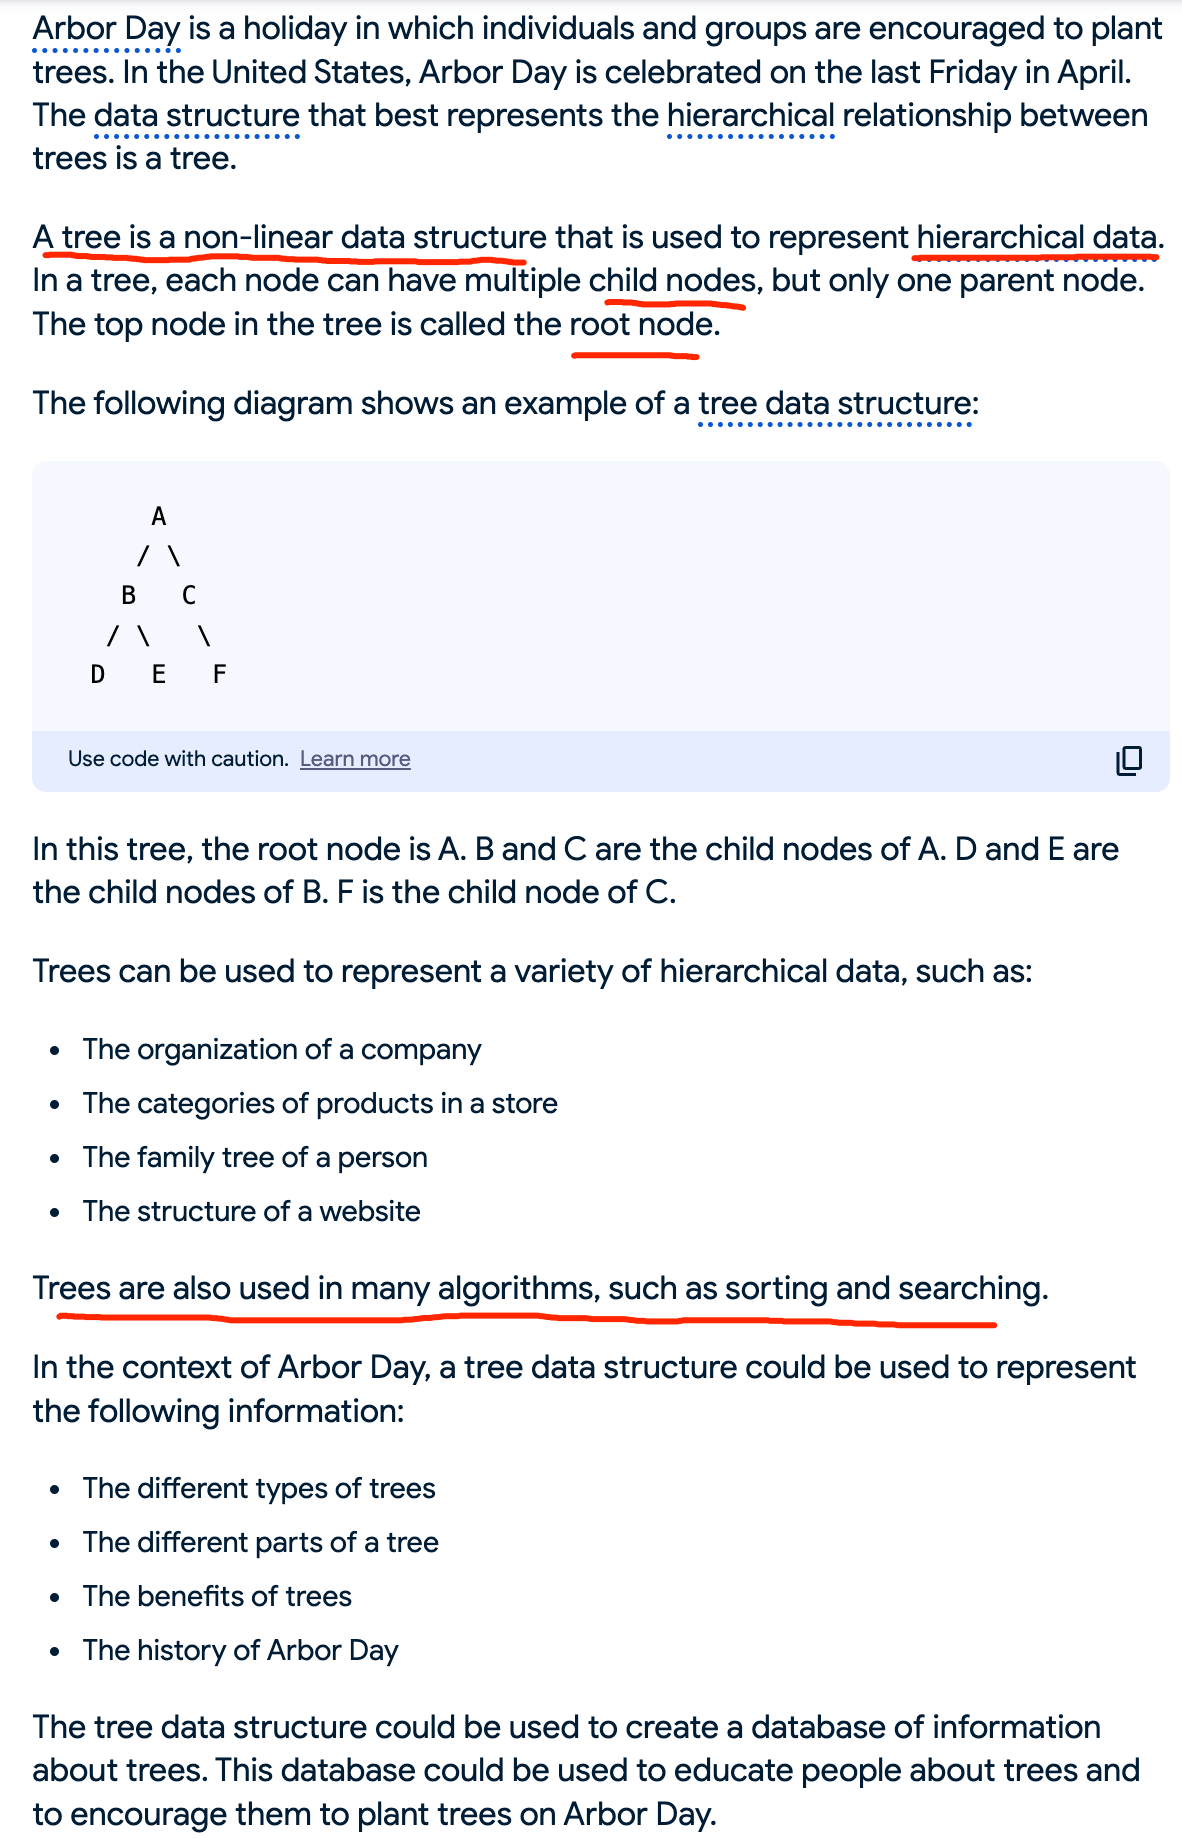 Arbor Day is a holiday in which individuals and groups are encouraged to plant
trees. In the United States, Arbor Day is celebrated on the last Friday in April.
The data structure that best represents the hierarchical relationship between
trees is a tree.
A tree is a non-linear data structure that is used to represent hierarchical data.
In a tree, each node can have multiple child nodes, but only one parent node.
The top node in the tree is called the root node.
The following diagram shows an example of a tree data structure:
A
/ \
B C
/ \ \
D E F
Use code with caution. Learn more
In this tree, the root node is A. B and C are the child nodes of A. D and E are
the child nodes of B. F is the child node of C.
Trees can be used to represent a variety of hierarchical data, such as:
• The organization of a company
• The categories of products in a store
• The family tree of a person
• The structure of a website
Trees are also used in many algorithms, such as sorting and searching.
In the context of Arbor Day, a tree data structure could be used to represent
the following information:
• The different types of trees
• The different parts of a tree
• The benefits of trees
• The history of Arbor Day
The tree data structure could be used to create a database of information
about trees. This database could be used to educate people about trees and
to encourage them to plant trees on Arbor Day.